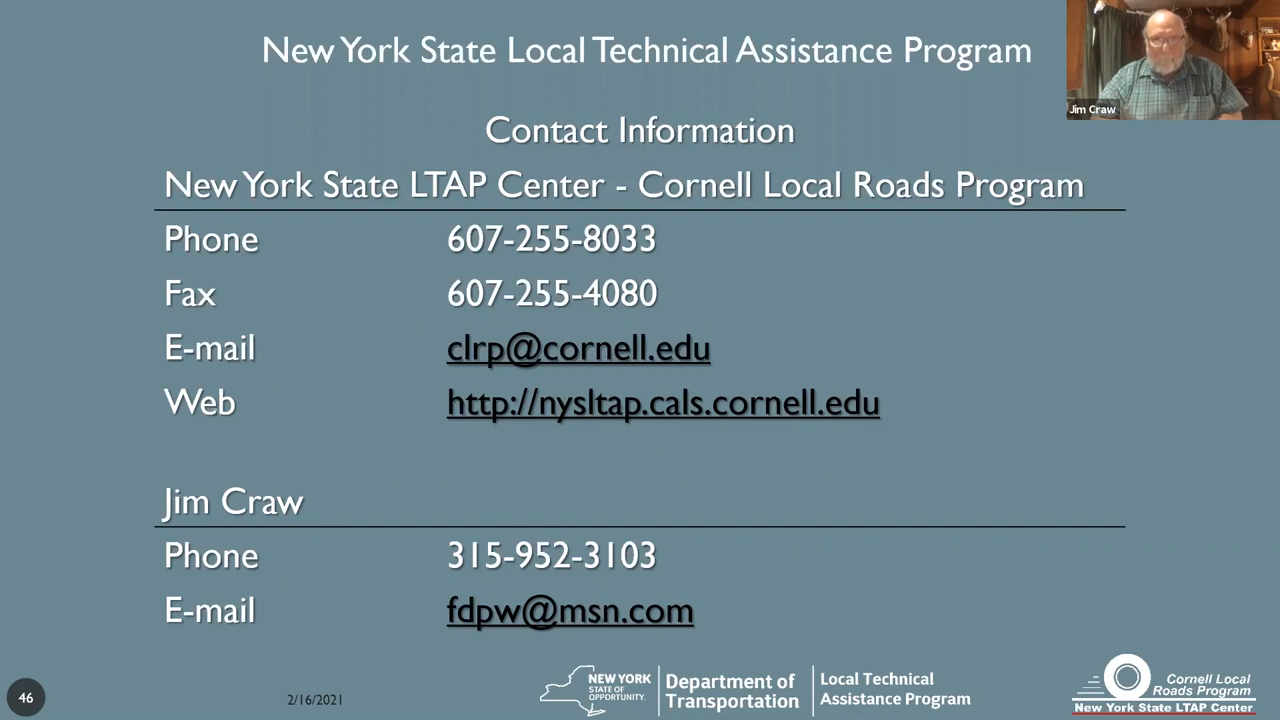 New York State Local Technical Assistance Program
Jim Craw
Contact Information
New York State LTAP Center - Cornell Local Roads Program
Phone 607-255-8033
Fax 607-255-4080
E-mail clrp@cornell.edu
Web http://nysltap.cals.cornell.edu
Jim Craw
Phone 315-952-3103
E-mail fdpw@msn.com
46
2/16/2021
NEW YORK
STATE OF
OPPORTUNITY.
Department of
Transportation
Local Technical
Assistance Program
Cornell Local
Roads Program
New York State LTAP Center